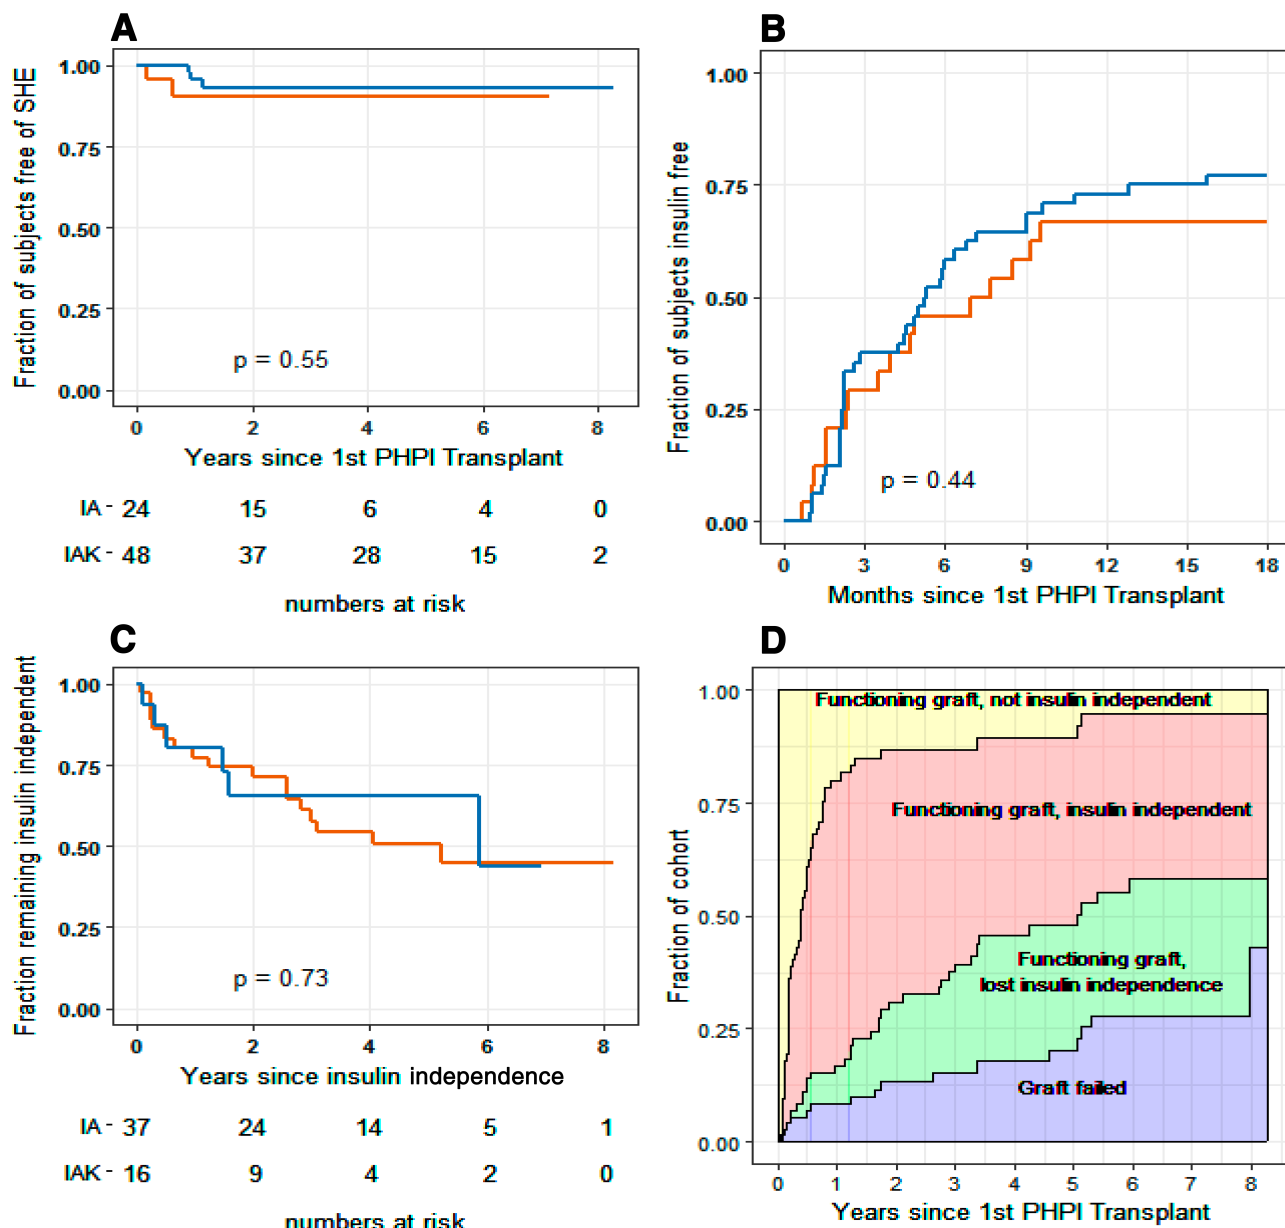 A
Fraction of subjects free of SHE
1.00
0.75
0.50
0.25
0.00
p = 0.55
0 2 4 6 8
Years since 1st PHPI Transplant
IA - 24 15 6 4 0
IAK - 48 37 28 15 2
numbers at risk
B
Fraction of subjects insulin free
1.00
0.75
0.50
0.25
0.00
p = 0.44
0 3 6 9 12 15 18
Months since 1st PHPI Transplant
C
Fraction remaining insulin independent
1.00
0.75
0.50
0.25
0.00
p = 0.73
0 2 4 6 8
Years since insulin independence
IA - 37 24 14 5 1
IAK - 16 9 4 2 0
numbers at risk
D
Fraction of cohort
1.00
0.75
0.50
0.25
0.00
Functioning graft, not insulin independent
Functioning graft, insulin independent
Functioning graft,
lost insulin independence
Graft failed
0 1 2 3 4 5 6 7 8
Years since 1st PHPI Transplant